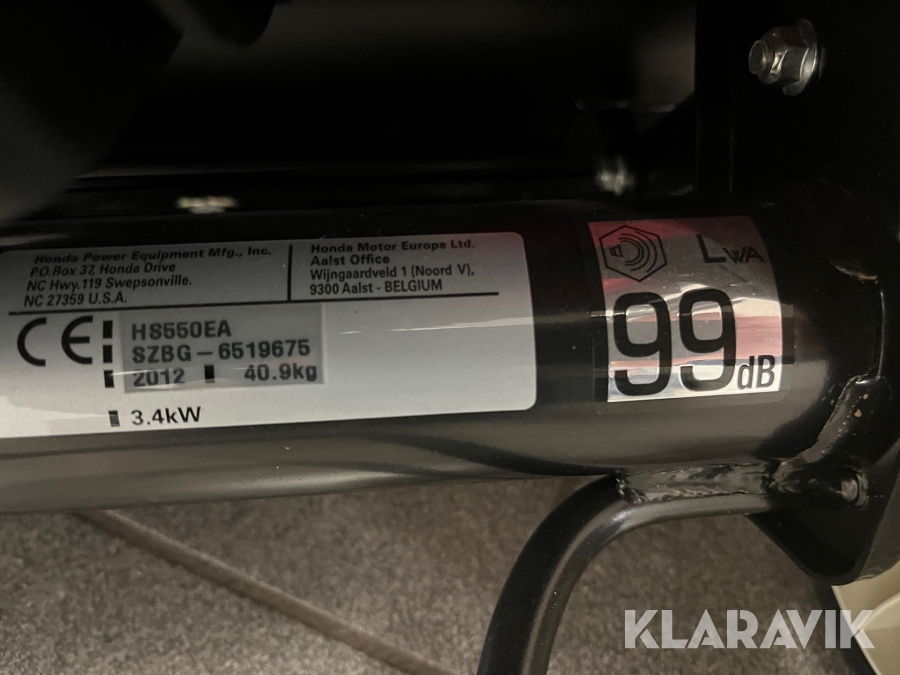 Honda Power Equipment Mfg., Inc.
P.O.Box 37, Honda Drive
NC Hwy.119 Swepsonville.
NC 27359 U.S.A.
Honda Motor Europe Ltd.
Aalst Office
Wijngaardveld 1 (Noord V),
9300 Aalst - BELGIUM
CE
HS550EA
SZBG-6519675
2012 40.9kg
3.4kW
LWA
99dB
KLARAVIK